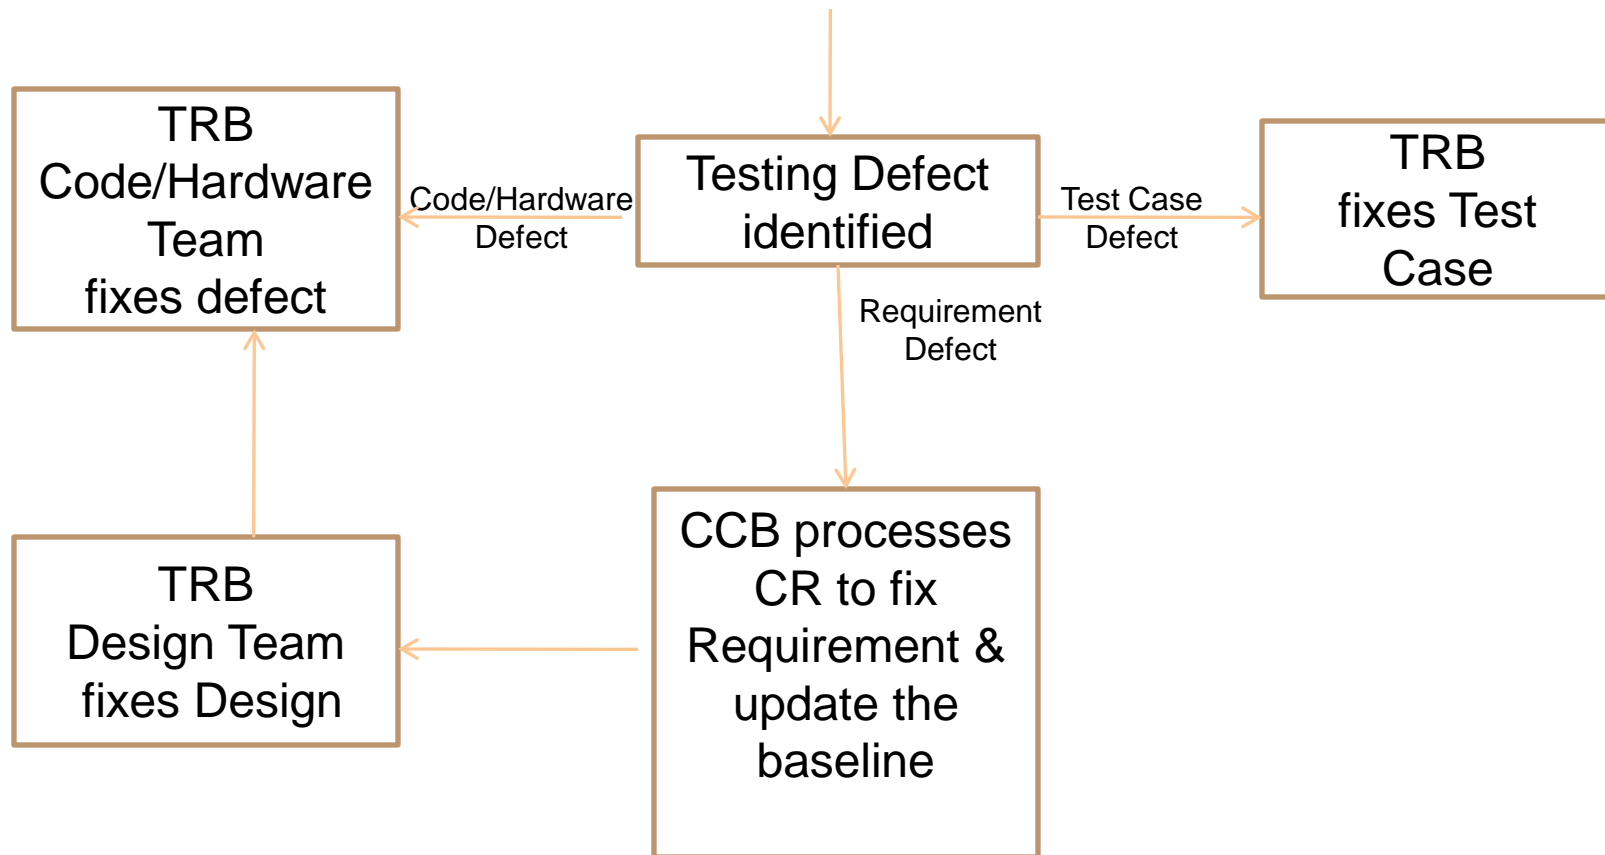 TRB
Code/Hardware
Team
fixes defect
Code/Hardware
Defect
Testing Defect
identified
Test Case
Defect
TRB
fixes Test
Case
Requirement
Defect
TRB
Design Team
fixes Design
CCB processes
CR to fix
Requirement &
update the
baseline